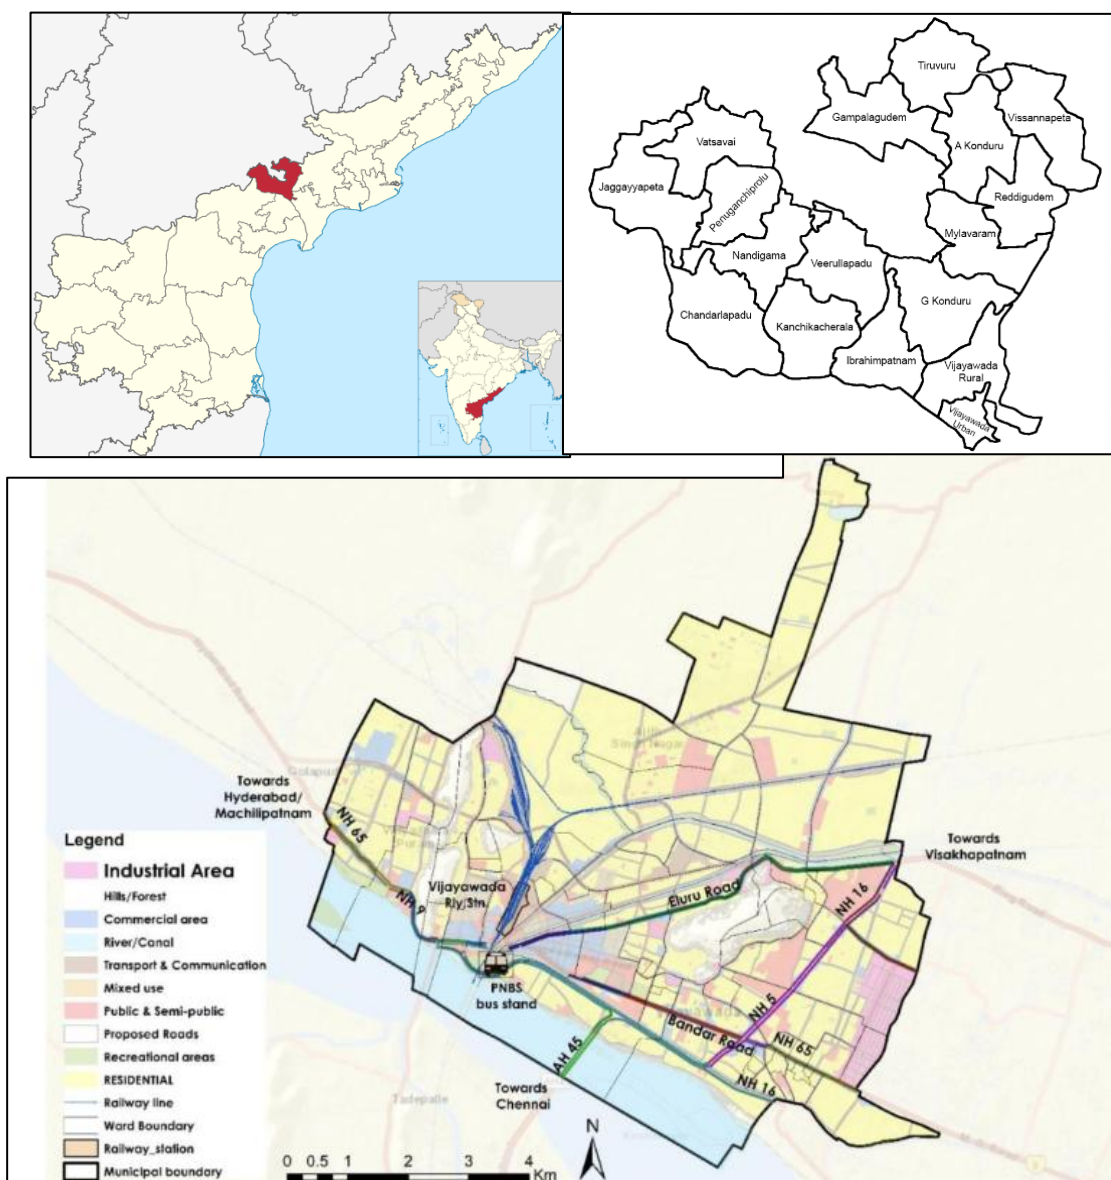 Tiruvuru
Gampalagudem
Vissannapeta
Vatsavai
A Konduru
Jaggayyapeta
Penuganchiprolu
Reddigudem
Mylavaram
Nandigama
Veerullapadu
G Konduru
Chandarlapadu
Kanchikacherala
Ibrahimpatnam
Vijayawada
Rural
Vijayawada
Urban
Towards
Hyderabad/
Machilipatnam
NH 65
NH 9
Vijayawada
Rly.Stn.
PNBS
bus stand
Eluru Road
Towards
Visakhapatnam
NH 16
NH 5
Bandar Road
NH 65
NH 16
AH 45
Towards
Chennai
Tadepalle
Legend
Industrial Area
Hills/Forest
Commercial area
River/Canal
Transport & Communication
Mixed use
Public & Semi-public
Proposed Roads
Recreational areas
RESIDENTIAL
Railway line
Ward Boundary
Railway_station
Municipal boundary
N
0 0.5 1 2 3 4
Km